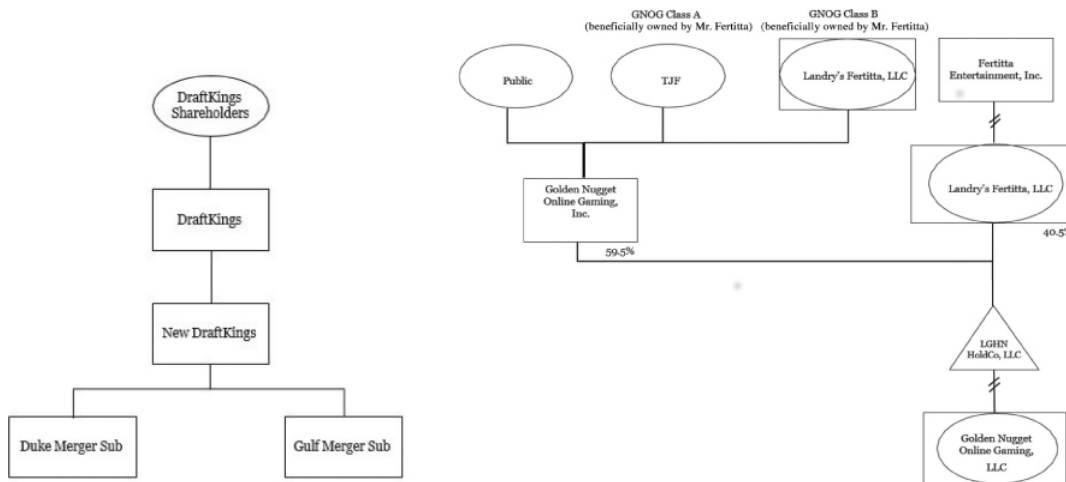 DraftKings
Shareholders
DraftKings
New DraftKings
Duke Merger Sub
Gulf Merger Sub
GNOG Class A
(beneficially owned by Mr. Fertitta)
GNOG Class B
(beneficially owned by Mr. Fertitta)
Public
TJF
Landry's Fertitta, LLC
Fertitta
Entertainment, Inc.
Golden Nugget
Online Gaming,
Inc.
59.5%
Landry's Fertitta, LLC
40.5%
LGHN
HoldCo, LLC
Golden Nugget
Online Gaming,
LLC